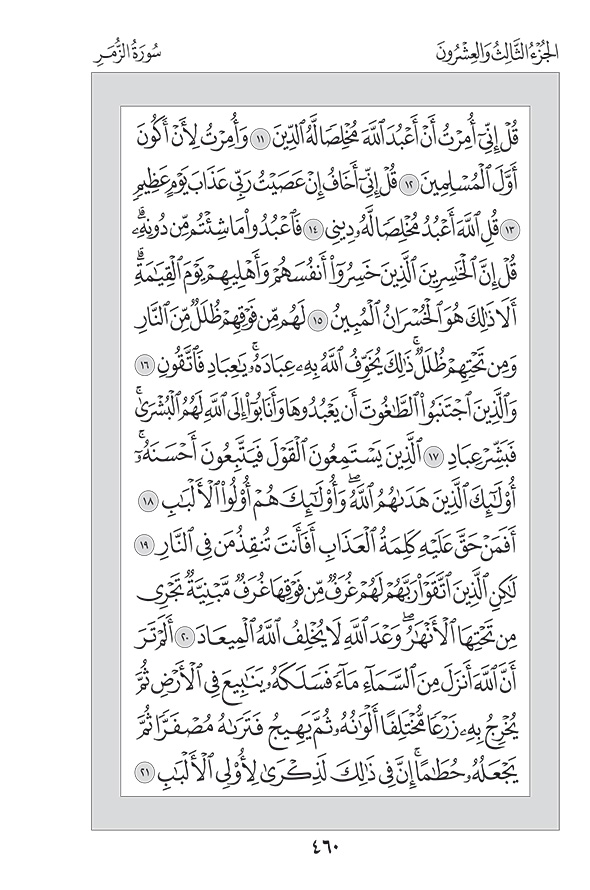 الجُزْءُ الثَّالِثُ وَالعِشْرُونَ
سُورَةُ الزُّمَرِ
قُلۡ إِنِّيٓ أُمِرۡتُ أَنۡ أَعۡبُدَ ٱللَّهَ مُخۡلِصٗا لَّهُ ٱلدِّينَ ١١ وَأُمِرۡتُ لِأَنۡ أَكُونَ
أَوَّلَ ٱلۡمُسۡلِمِينَ ١٢ قُلۡ إِنِّيٓ أَخَافُ إِنۡ عَصَيۡتُ رَبِّي عَذَابَ يَوۡمٍ عَظِيمٖ
١٣ قُلِ ٱللَّهَ أَعۡبُدُ مُخۡلِصٗا لَّهُۥ دِينِي ١٤ فَٱعۡبُدُواْ مَا شِئۡتُم مِّن دُونِهِۦۗ
قُلۡ إِنَّ ٱلۡخَٰسِرِينَ ٱلَّذِينَ خَسِرُوٓاْ أَنفُسَهُمۡ وَأَهۡلِيهِمۡ يَوۡمَ ٱلۡقِيَٰمَةِۗ
أَلَا ذَٰلِكَ هُوَ ٱلۡخُسۡرَانُ ٱلۡمُبِينُ ١٥ لَهُم مِّن فَوۡقِهِمۡ ظُلَلٞ مِّنَ ٱلنَّارِ
وَمِن تَحۡتِهِمۡ ظُلَلٞۚ ذَٰلِكَ يُخَوِّفُ ٱللَّهُ بِهِۦ عِبَادَهُۥۚ يَٰعِبَادِ فَٱتَّقُونِ ١٦
وَٱلَّذِينَ ٱجۡتَنَبُواْ ٱلطَّٰغُوتَ أَن يَعۡبُدُوهَا وَأَنَابُوٓاْ إِلَى ٱللَّهِ لَهُمُ ٱلۡبُشۡرَىٰۚ
فَبَشِّرۡ عِبَادِ ١٧ ٱلَّذِينَ يَسۡتَمِعُونَ ٱلۡقَوۡلَ فَيَتَّبِعُونَ أَحۡسَنَهُۥٓۚ
أُوْلَٰٓئِكَ ٱلَّذِينَ هَدَىٰهُمُ ٱللَّهُۖ وَأُوْلَٰٓئِكَ هُمۡ أُوْلُواْ ٱلۡأَلۡبَٰبِ ١٨
أَفَمَنۡ حَقَّ عَلَيۡهِ كَلِمَةُ ٱلۡعَذَابِ أَفَأَنتَ تُنقِذُ مَن فِي ٱلنَّارِ ١٩
لَٰكِنِ ٱلَّذِينَ ٱتَّقَوۡاْ رَبَّهُمۡ لَهُمۡ غُرَفٞ مِّن فَوۡقِهَا غُرَفٞ مَّبۡنِيَّةٞ تَجۡرِي
مِن تَحۡتِهَا ٱلۡأَنۡهَٰرُۖ وَعۡدَ ٱللَّهِ لَا يُخۡلِفُ ٱللَّهُ ٱلۡمِيعَادَ ٢٠ أَلَمۡ تَرَ
أَنَّ ٱللَّهَ أَنزَلَ مِنَ ٱلسَّمَآءِ مَآءٗ فَسَلَكَهُۥ يَنَٰبِيعَ فِي ٱلۡأَرۡضِ ثُمَّ
يُخۡرِجُ بِهِۦ زَرۡعٗا مُّخۡتَلِفًا أَلۡوَٰنُهُۥ ثُمَّ يَهِيجُ فَتَرَىٰهُ مُصۡفَرّٗا ثُمَّ
يَجۡعَلُهُۥ حُطَٰمًاۚ إِنَّ فِي ذَٰلِكَ لَذِكۡرَىٰ لِأُوْلِي ٱلۡأَلۡبَٰبِ ٢١
٤٦٠